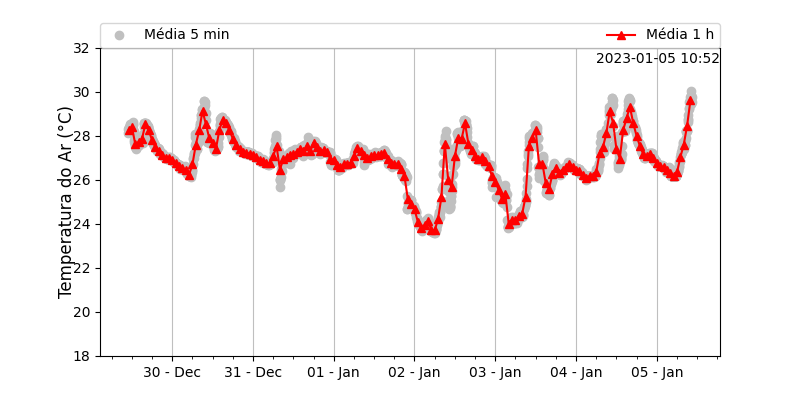 Média 5 min
Média 1 h
2023-01-05 10:52
Temperatura do Ar (°C)
32
30
28
26
24
22
20
18
30 - Dec
31 - Dec
01 - Jan
02 - Jan
03 - Jan
04 - Jan
05 - Jan